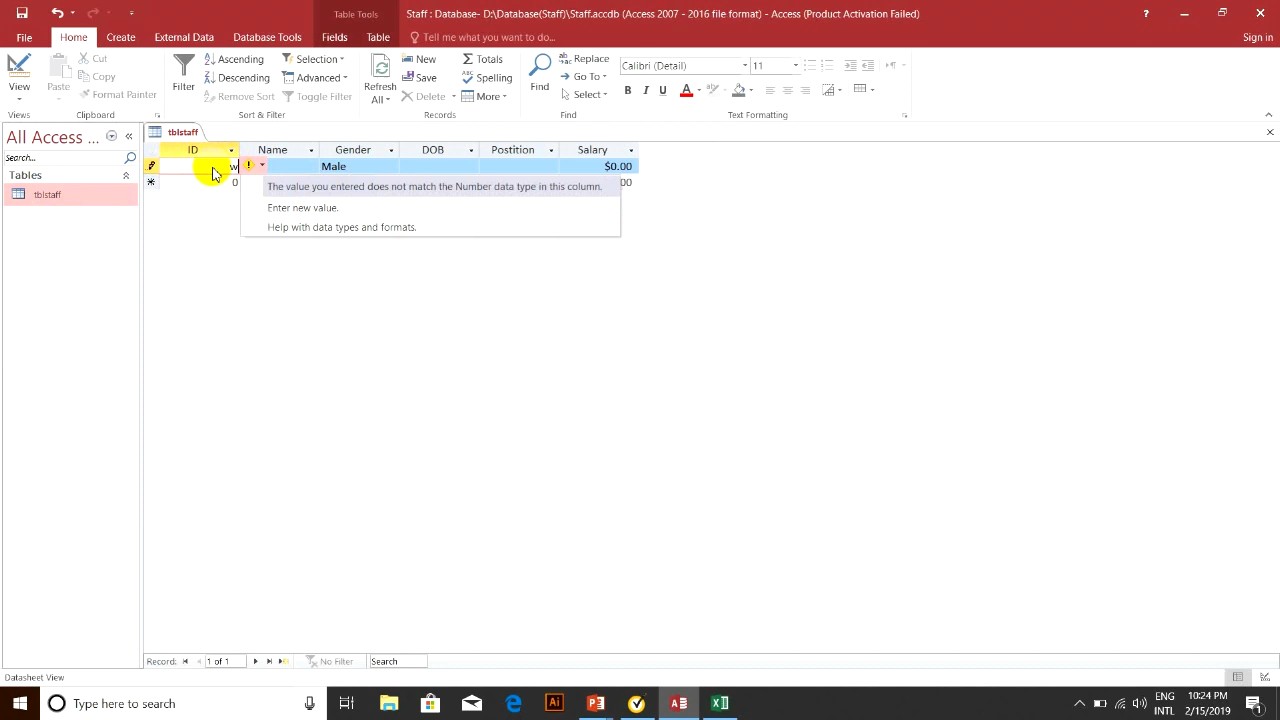 Table Tools
Staff : Database- D:\Database(Staff)\Staff.accdb (Access 2007 - 2016 file format) - Access (Product Activation Failed)
File Home Create External Data Database Tools Fields Table Tell me what you want to do... Sign in
View
Views
Paste
Cut
Format Painter
Clipboard
Filter
Ascending
Descending
Remove Sort
Selection
Advanced
Toggle Filter
Sort & Filter
Refresh
All
New
Save
Delete
Totals
Spelling
More
Records
Find
Replace
Go To
Select
Find
Calibri (Detail) 11
B I U A
Text Formatting
All Access ...
Search...
Tables
tblstaff
tblstaff
ID Name Gender DOB Postition Salary
w Male $0.00
0 00
The value you entered does not match the Number data type in this column.
Enter new value.
Help with data types and formats.
Record: 1 of 1 No Filter Search
Datasheet View
Type here to search
Ai
ENG
INTL
10:24 PM
2/15/2019